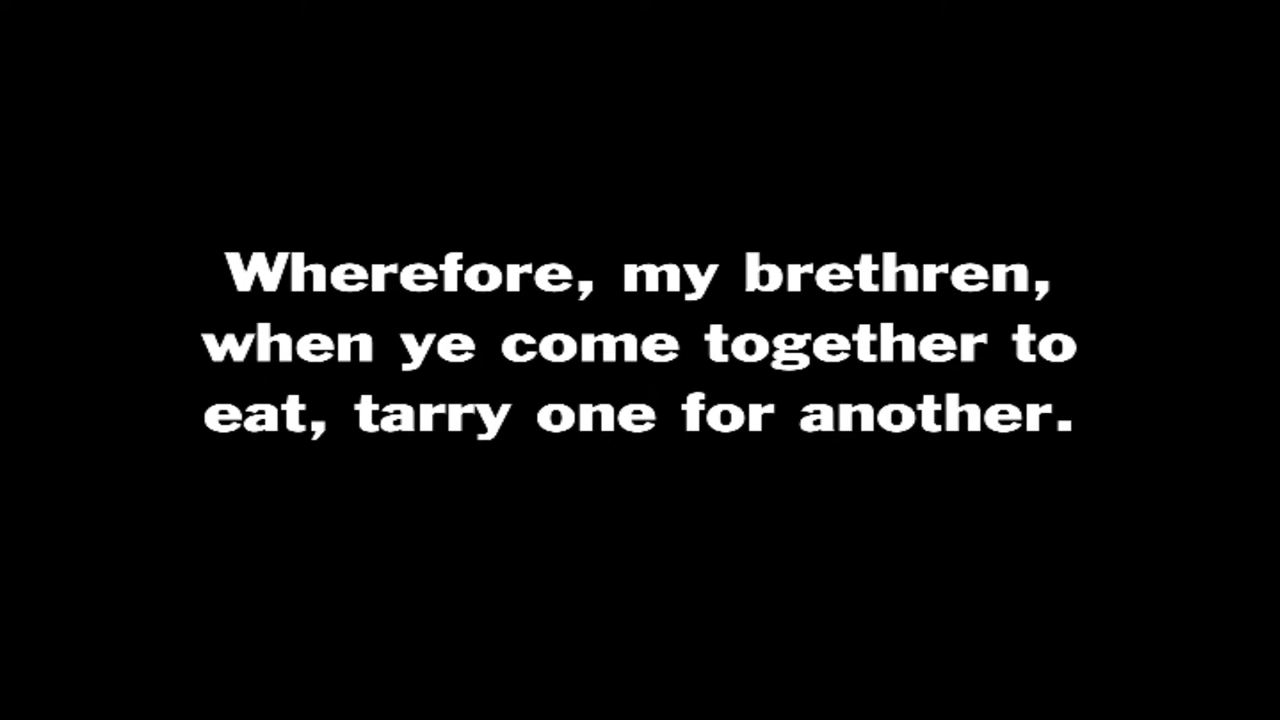 Wherefore, my brethren,
when ye come together to
eat, tarry one for another.